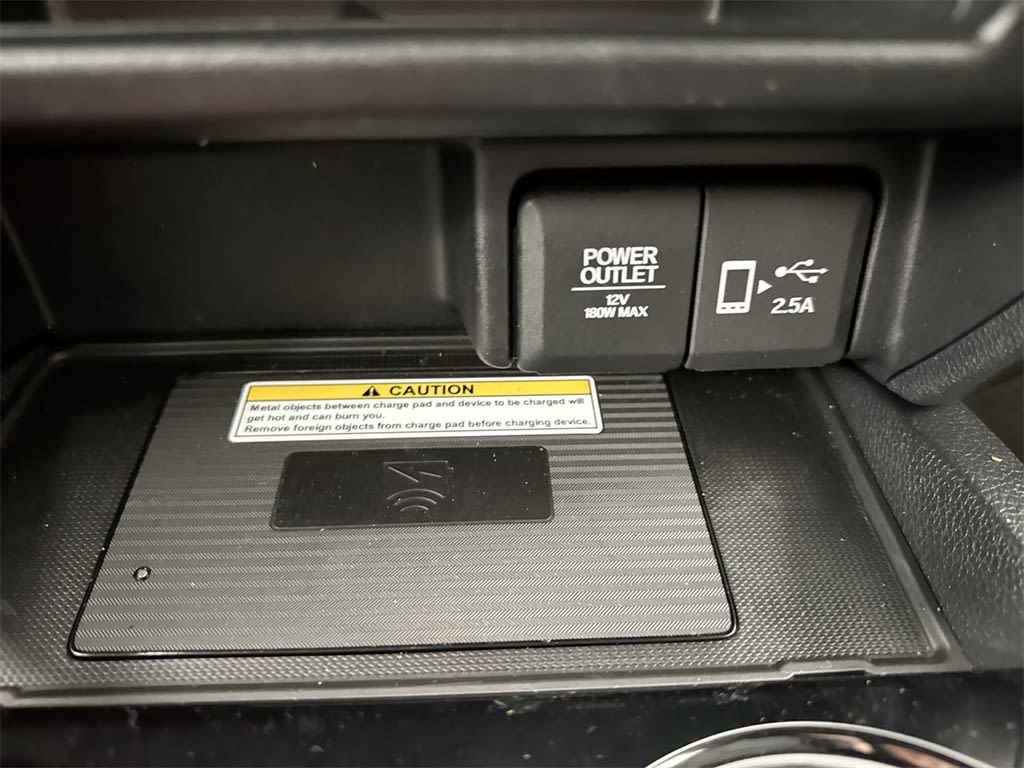 POWER
OUTLET
12V
180W MAX
2.5A
CAUTION
Metal objects between charge pad and device to be charged will
get hot and can burn you.
Remove foreign objects from charge pad before charging device.